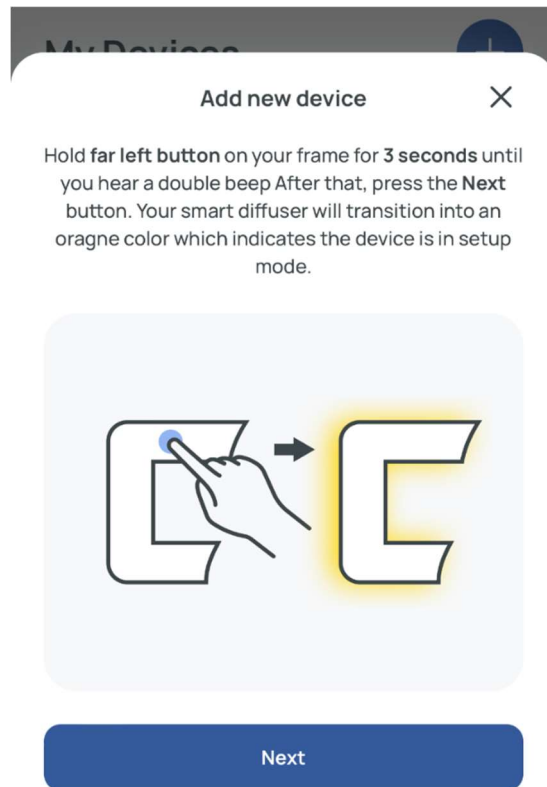 My Devices
Add new device
Hold far left button on your frame for 3 seconds until
you hear a double beep After that, press the Next
button. Your smart diffuser will transition into an
oragne color which indicates the device is in setup
mode.
Next